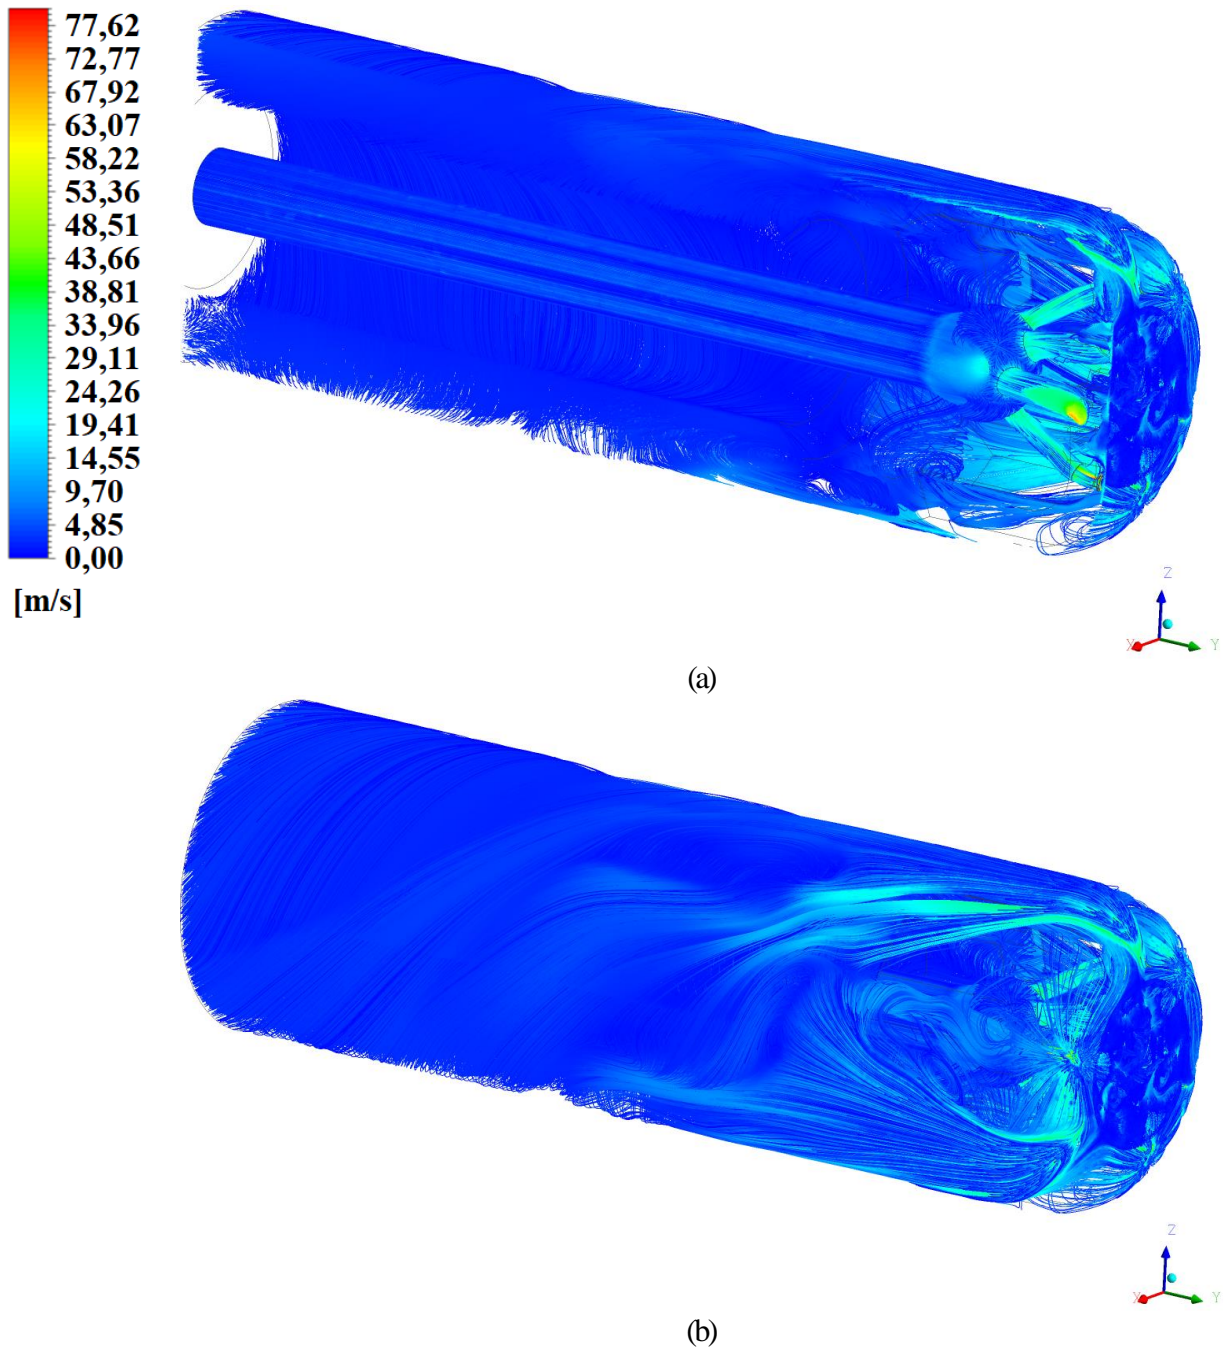 77,62
72,77
67,92
63,07
58,22
53,36
48,51
43,66
38,81
33,96
29,11
24,26
19,41
14,55
9,70
4,85
0,00
[m/s]
Z
X
Y
(a)
Z
X
Y
(b)